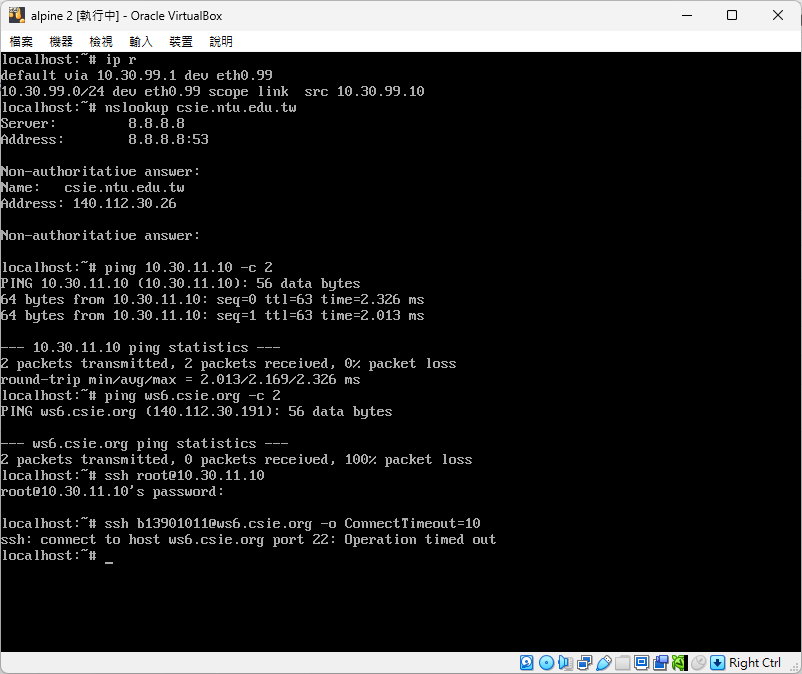 alpine 2 [執行中] - Oracle VirtualBox
檔案 機器 檢視 輸入 裝置 說明
localhost:~# ip r
default via 10.30.99.1 dev eth0.99
10.30.99.0/24 dev eth0.99 scope link  src 10.30.99.10
localhost:~# nslookup csie.ntu.edu.tw
Server:         8.8.8.8
Address:        8.8.8.8:53
Non-authoritative answer:
Name:   csie.ntu.edu.tw
Address: 140.112.30.26
Non-authoritative answer:
localhost:~# ping 10.30.11.10 -c 2
PING 10.30.11.10 (10.30.11.10): 56 data bytes
64 bytes from 10.30.11.10: seq=0 ttl=63 time=2.326 ms
64 bytes from 10.30.11.10: seq=1 ttl=63 time=2.013 ms
--- 10.30.11.10 ping statistics ---
2 packets transmitted, 2 packets received, 0% packet loss
round-trip min/avg/max = 2.013/2.169/2.326 ms
localhost:~# ping ws6.csie.org -c 2
PING ws6.csie.org (140.112.30.191): 56 data bytes
--- ws6.csie.org ping statistics ---
2 packets transmitted, 0 packets received, 100% packet loss
localhost:~# ssh root@10.30.11.10
root@10.30.11.10's password:
localhost:~# ssh b13901011@ws6.csie.org -o ConnectTimeout=10
ssh: connect to host ws6.csie.org port 22: Operation timed out
localhost:~# _
Right Ctrl